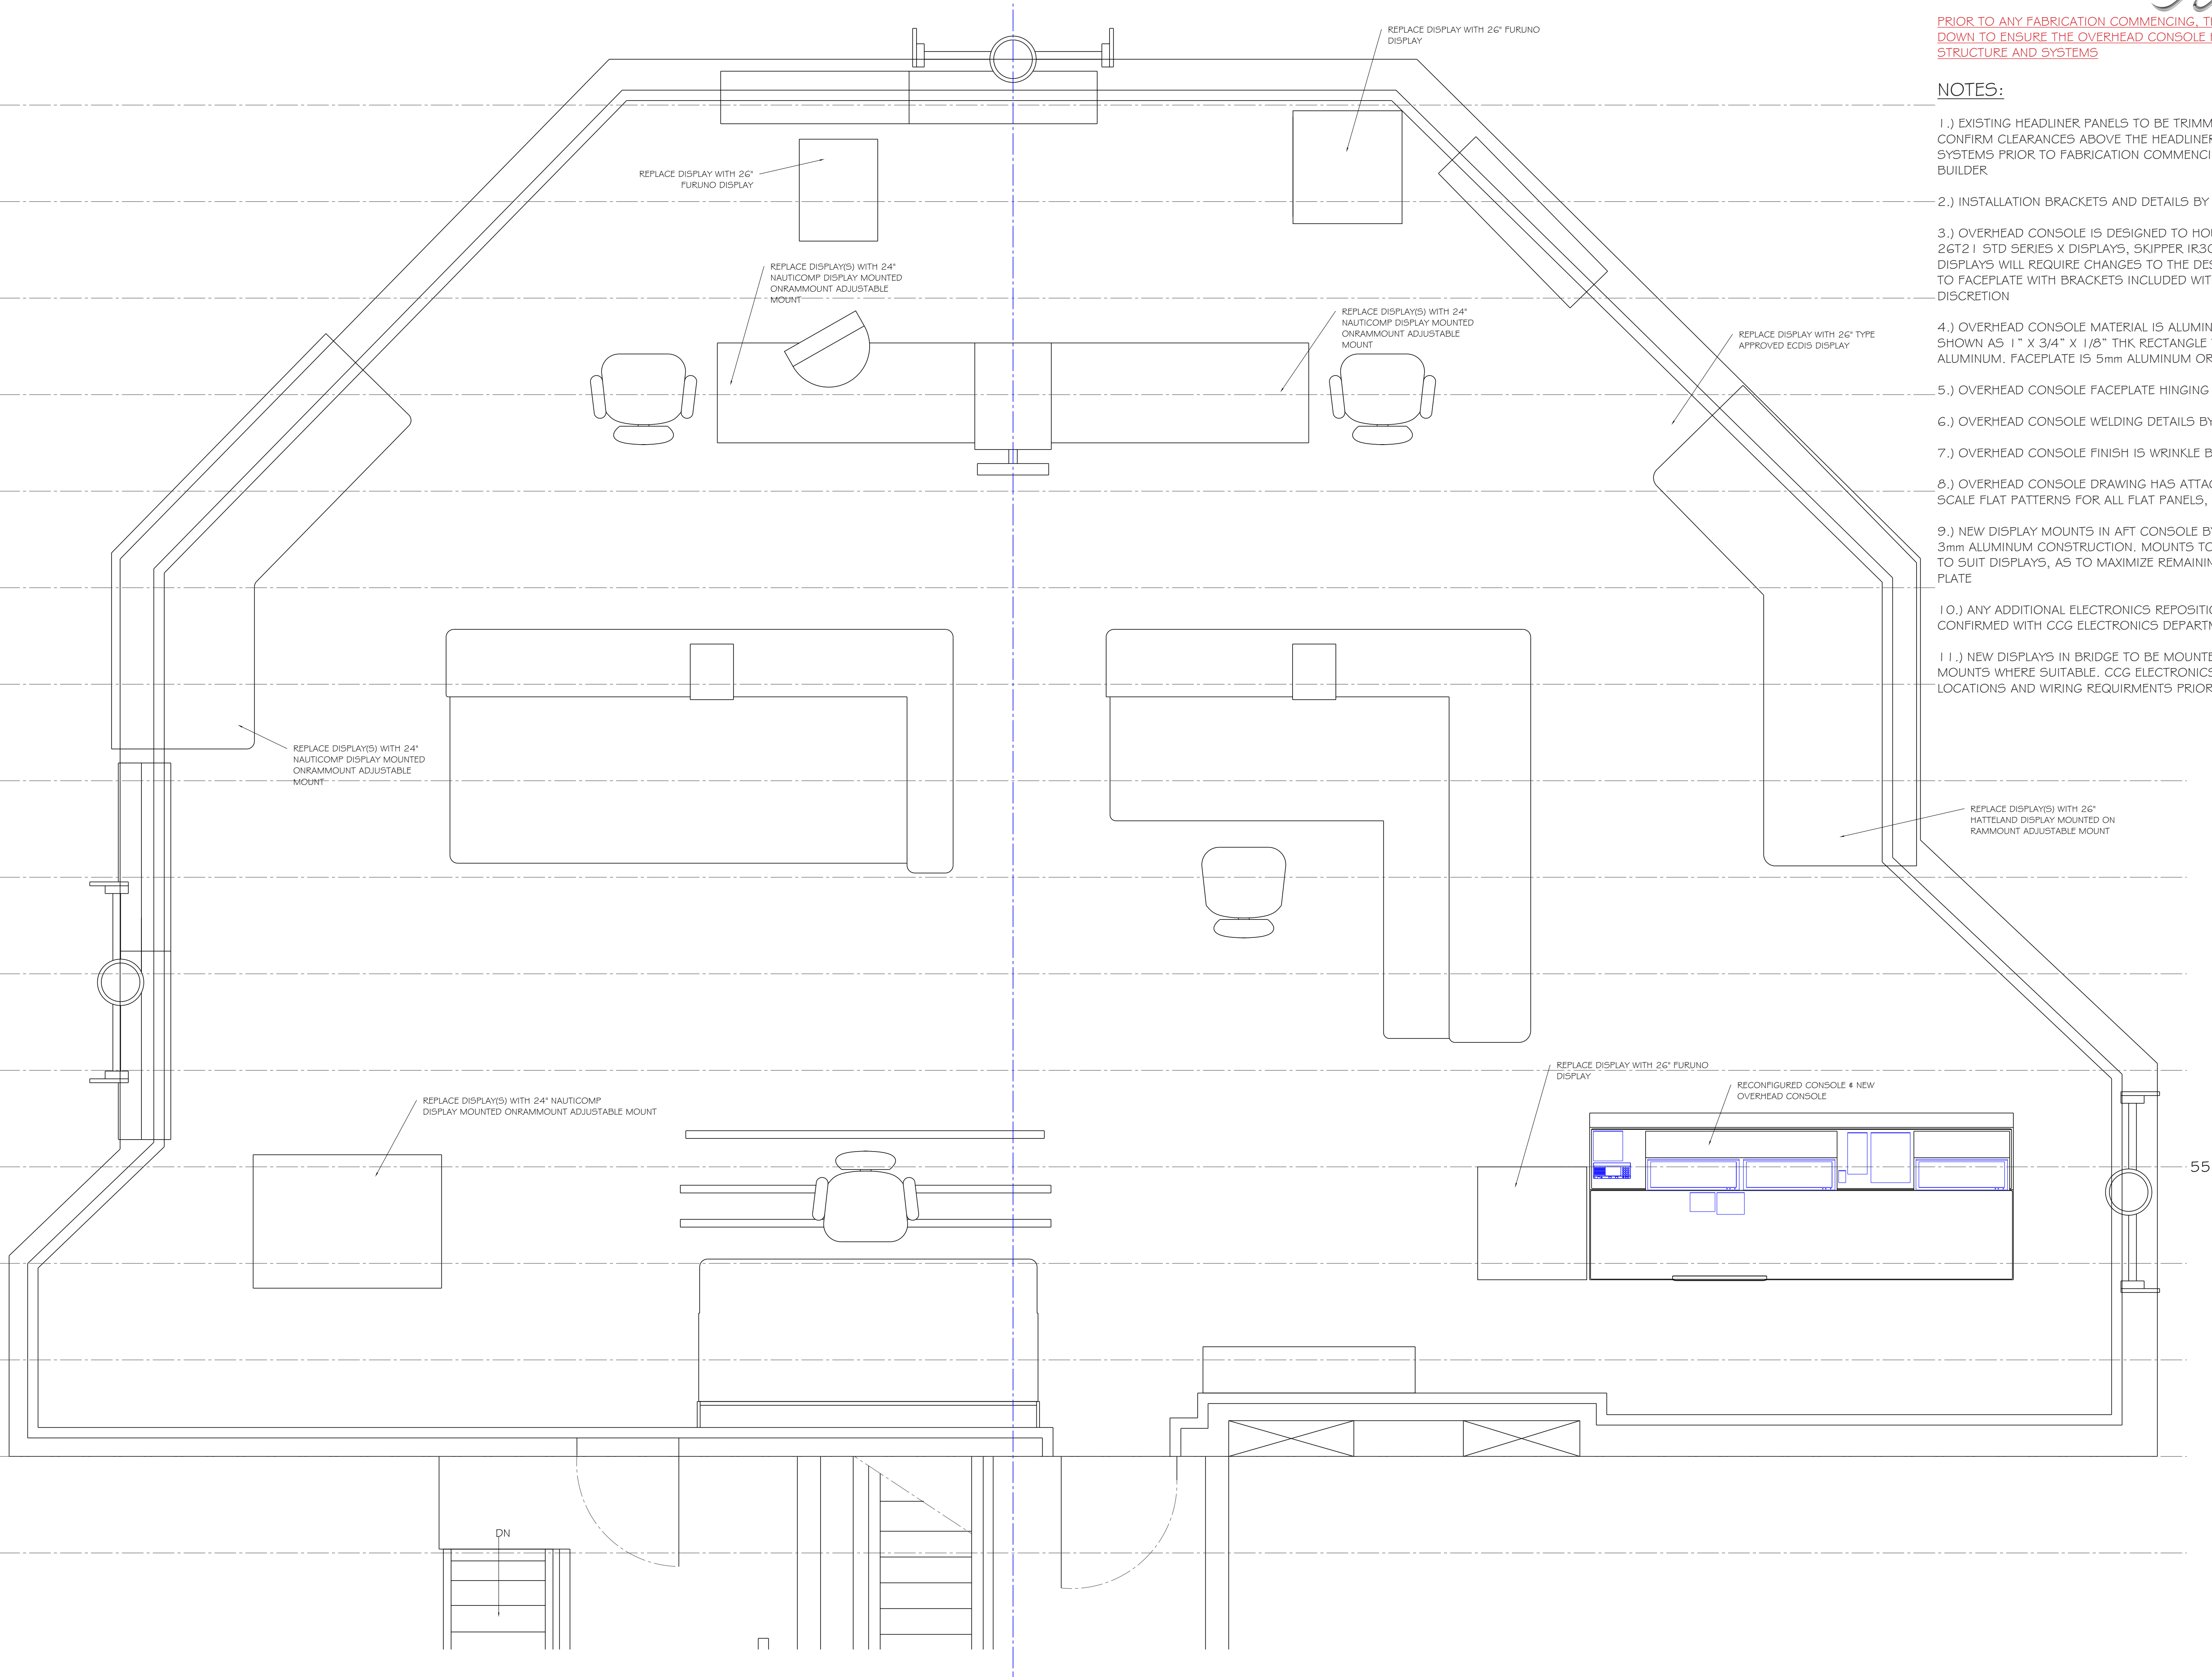 REPLACE DISPLAY WITH 26" FURUNO
DISPLAY
REPLACE DISPLAY WITH 26"
FURUNO DISPLAY
REPLACE DISPLAY(S) WITH 24"
NAUTICOMP DISPLAY MOUNTED
ONRAMMOUNT ADJUSTABLE
MOUNT
REPLACE DISPLAY(S) WITH 24"
NAUTICOMP DISPLAY MOUNTED
ONRAMMOUNT ADJUSTABLE
MOUNT
REPLACE DISPLAY WITH 26" TYPE
APPROVED ECDIS DISPLAY
REPLACE DISPLAY(S) WITH 24"
NAUTICOMP DISPLAY MOUNTED
ONRAMMOUNT ADJUSTABLE
MOUNT
REPLACE DISPLAY(S) WITH 26"
HATTELAND DISPLAY MOUNTED ON
RAMMOUNT ADJUSTABLE MOUNT
REPLACE DISPLAY WITH 26" FURUNO
DISPLAY
RECONFIGURED CONSOLE & NEW
OVERHEAD CONSOLE
REPLACE DISPLAY(S) WITH 24" NAUTICOMP
DISPLAY MOUNTED ONRAMMOUNT ADJUSTABLE MOUNT
55
DN
PRIOR TO ANY FABRICATION COMMENCING,
DOWN TO ENSURE THE OVERHEAD CONSOLE
STRUCTURE AND SYSTEMS
NOTES:
1.) EXISTING HEADLINER PANELS TO BE TRIMM
CONFIRM CLEARANCES ABOVE THE HEADLINER
SYSTEMS PRIOR TO FABRICATION COMMENCI
BUILDER
2.) INSTALLATION BRACKETS AND DETAILS BY
3.) OVERHEAD CONSOLE IS DESIGNED TO HO
26T21 STD SERIES X DISPLAYS, SKIPPER IR30
DISPLAYS WILL REQUIRE CHANGES TO THE DES
TO FACEPLATE WITH BRACKETS INCLUDED WIT
DISCRETION
4.) OVERHEAD CONSOLE MATERIAL IS ALUMIN
SHOWN AS 1" X 3/4" X 1/8" THK RECTANGLE
ALUMINUM. FACEPLATE IS 5mm ALUMINUM OR
5.) OVERHEAD CONSOLE FACEPLATE HINGING
6.) OVERHEAD CONSOLE WELDING DETAILS BY
7.) OVERHEAD CONSOLE FINISH IS WRINKLE B
8.) OVERHEAD CONSOLE DRAWING HAS ATTAC
SCALE FLAT PATTERNS FOR ALL FLAT PANELS,
9.) NEW DISPLAY MOUNTS IN AFT CONSOLE B
3mm ALUMINUM CONSTRUCTION. MOUNTS TO
TO SUIT DISPLAYS, AS TO MAXIMIZE REMAININ
PLATE
10.) ANY ADDITIONAL ELECTRONICS REPOSITI
CONFIRMED WITH CCG ELECTRONICS DEPARTM
11.) NEW DISPLAYS IN BRIDGE TO BE MOUNTE
MOUNTS WHERE SUITABLE. CCG ELECTRONICS
LOCATIONS AND WIRING REQUIRMENTS PRIOR